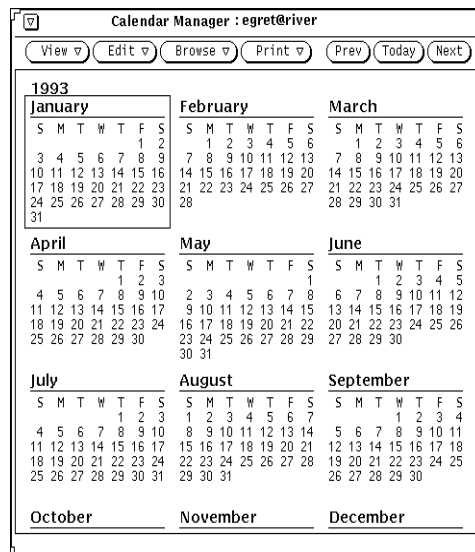 Calendar Manager : egret@river
View Edit Browse Print Prev Today Next
1993
January February March
S M T W T F S S M T W T F S S M T W T F S
1 2 1 2 3 4 5 6 1 2 3 4 5 6
3 4 5 6 7 8 9 7 8 9 10 11 12 13 7 8 9 10 11 12 13
10 11 12 13 14 15 16 14 15 16 17 18 19 20 14 15 16 17 18 19 20
17 18 19 20 21 22 23 21 22 23 24 25 26 27 21 22 23 24 25 26 27
24 25 26 27 28 29 30 28 28 29 30 31
31
April May June
S M T W T F S S M T W T F S S M T W T F S
1 2 3 1 1 2 3 4 5
4 5 6 7 8 9 10 2 3 4 5 6 7 8 6 7 8 9 10 11 12
11 12 13 14 15 16 17 9 10 11 12 13 14 15 13 14 15 16 17 18 19
18 19 20 21 22 23 24 16 17 18 19 20 21 22 20 21 22 23 24 25 26
25 26 27 28 29 30 23 24 25 26 27 28 29 27 28 29 30
30 31
July August September
S M T W T F S S M T W T F S S M T W T F S
1 2 3 1 2 3 4 5 6 7 1 2 3 4
4 5 6 7 8 9 10 8 9 10 11 12 13 14 5 6 7 8 9 10 11
11 12 13 14 15 16 17 15 16 17 18 19 20 21 12 13 14 15 16 17 18
18 19 20 21 22 23 24 22 23 24 25 26 27 28 19 20 21 22 23 24 25
25 26 27 28 29 30 31 29 30 31 26 27 28 29 30
October November December